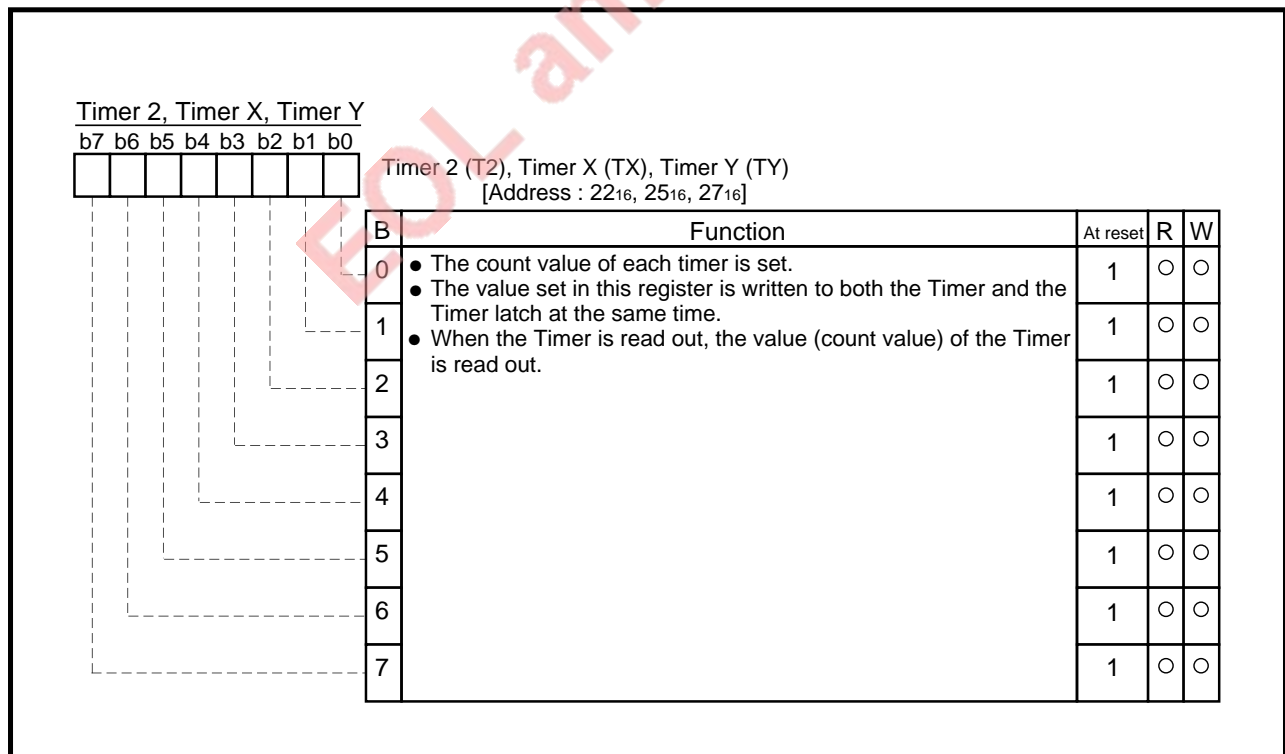 EOL an
Timer 2, Timer X, Timer Y
b7 b6 b5 b4 b3 b2 b1 b0
Timer 2 (T2), Timer X (TX), Timer Y (TY)
[Address : 2216, 2516, 2716]
B Function At reset R W
0 ● The count value of each timer is set. 1 ○ ○
● The value set in this register is written to both the Timer and the
Timer latch at the same time.
1 1 ○ ○
● When the Timer is read out, the value (count value) of the Timer
is read out.
2 1 ○ ○
3 1 ○ ○
4 1 ○ ○
5 1 ○ ○
6 1 ○ ○
7 1 ○ ○